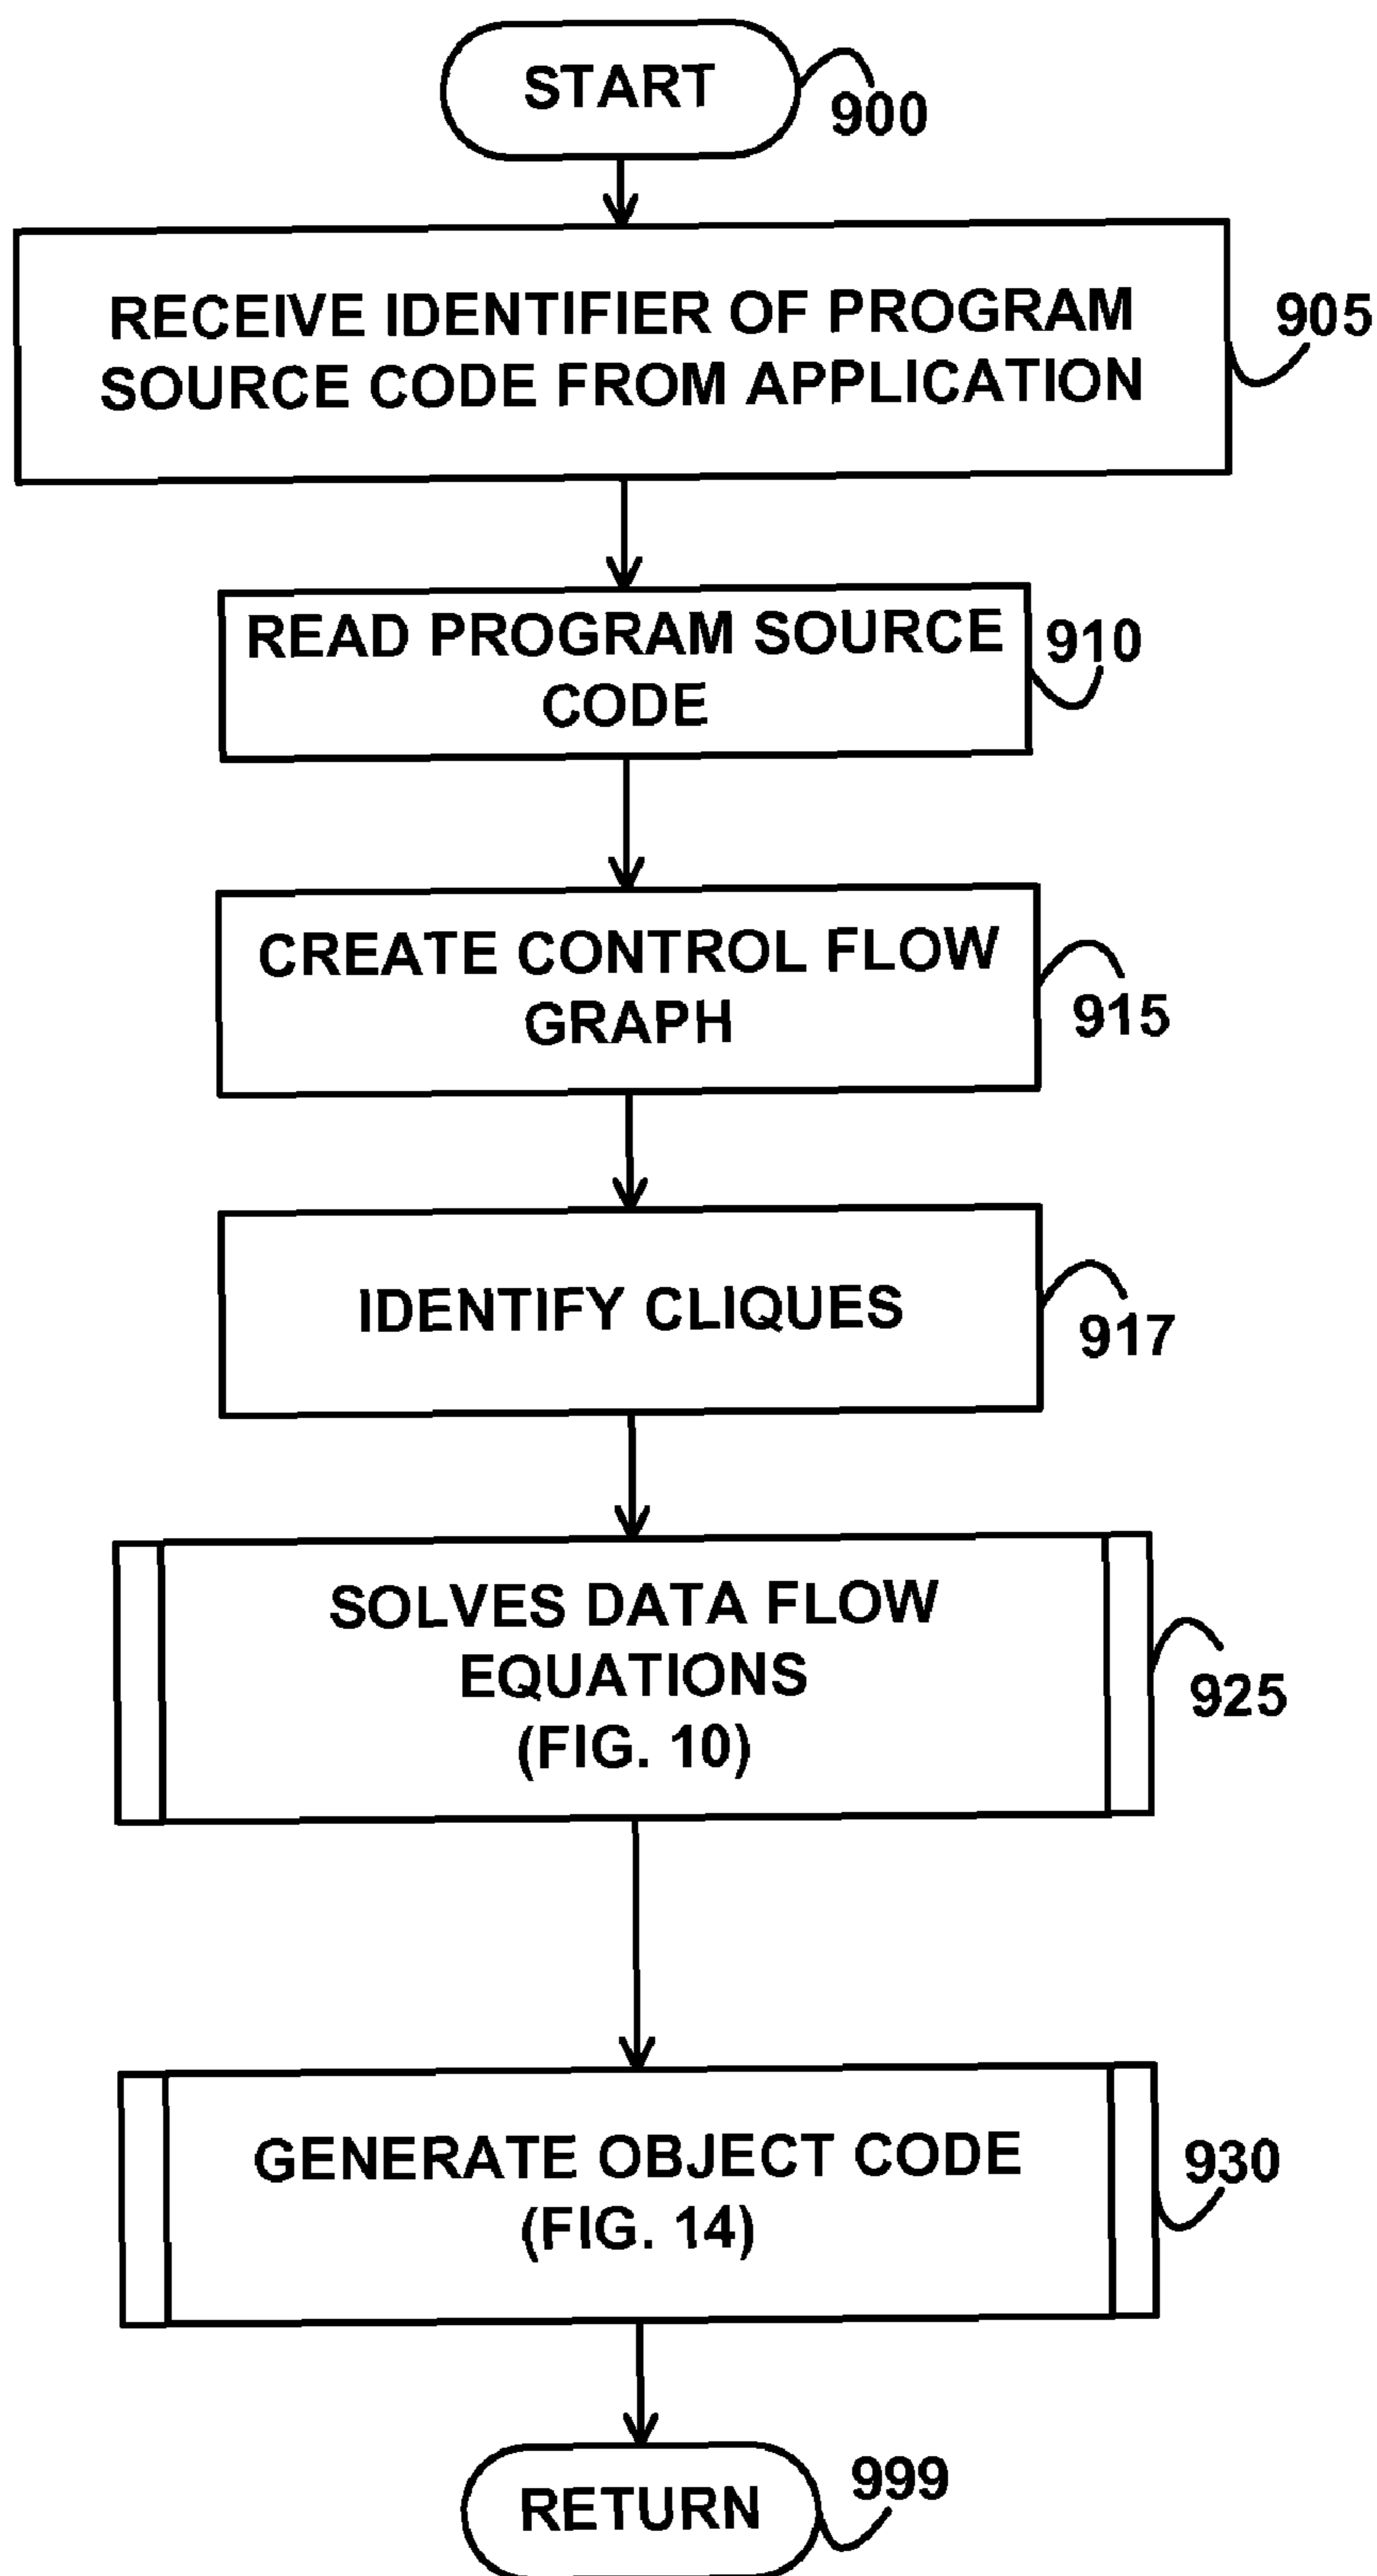 START
900
RECEIVE IDENTIFIER OF PROGRAM
SOURCE CODE FROM APPLICATION
905
READ PROGRAM SOURCE
CODE
910
CREATE CONTROL FLOW
GRAPH
915
IDENTIFY CLIQUES
917
SOLVES DATA FLOW
EQUATIONS
(FIG. 10)
925
GENERATE OBJECT CODE
(FIG. 14)
930
RETURN
999